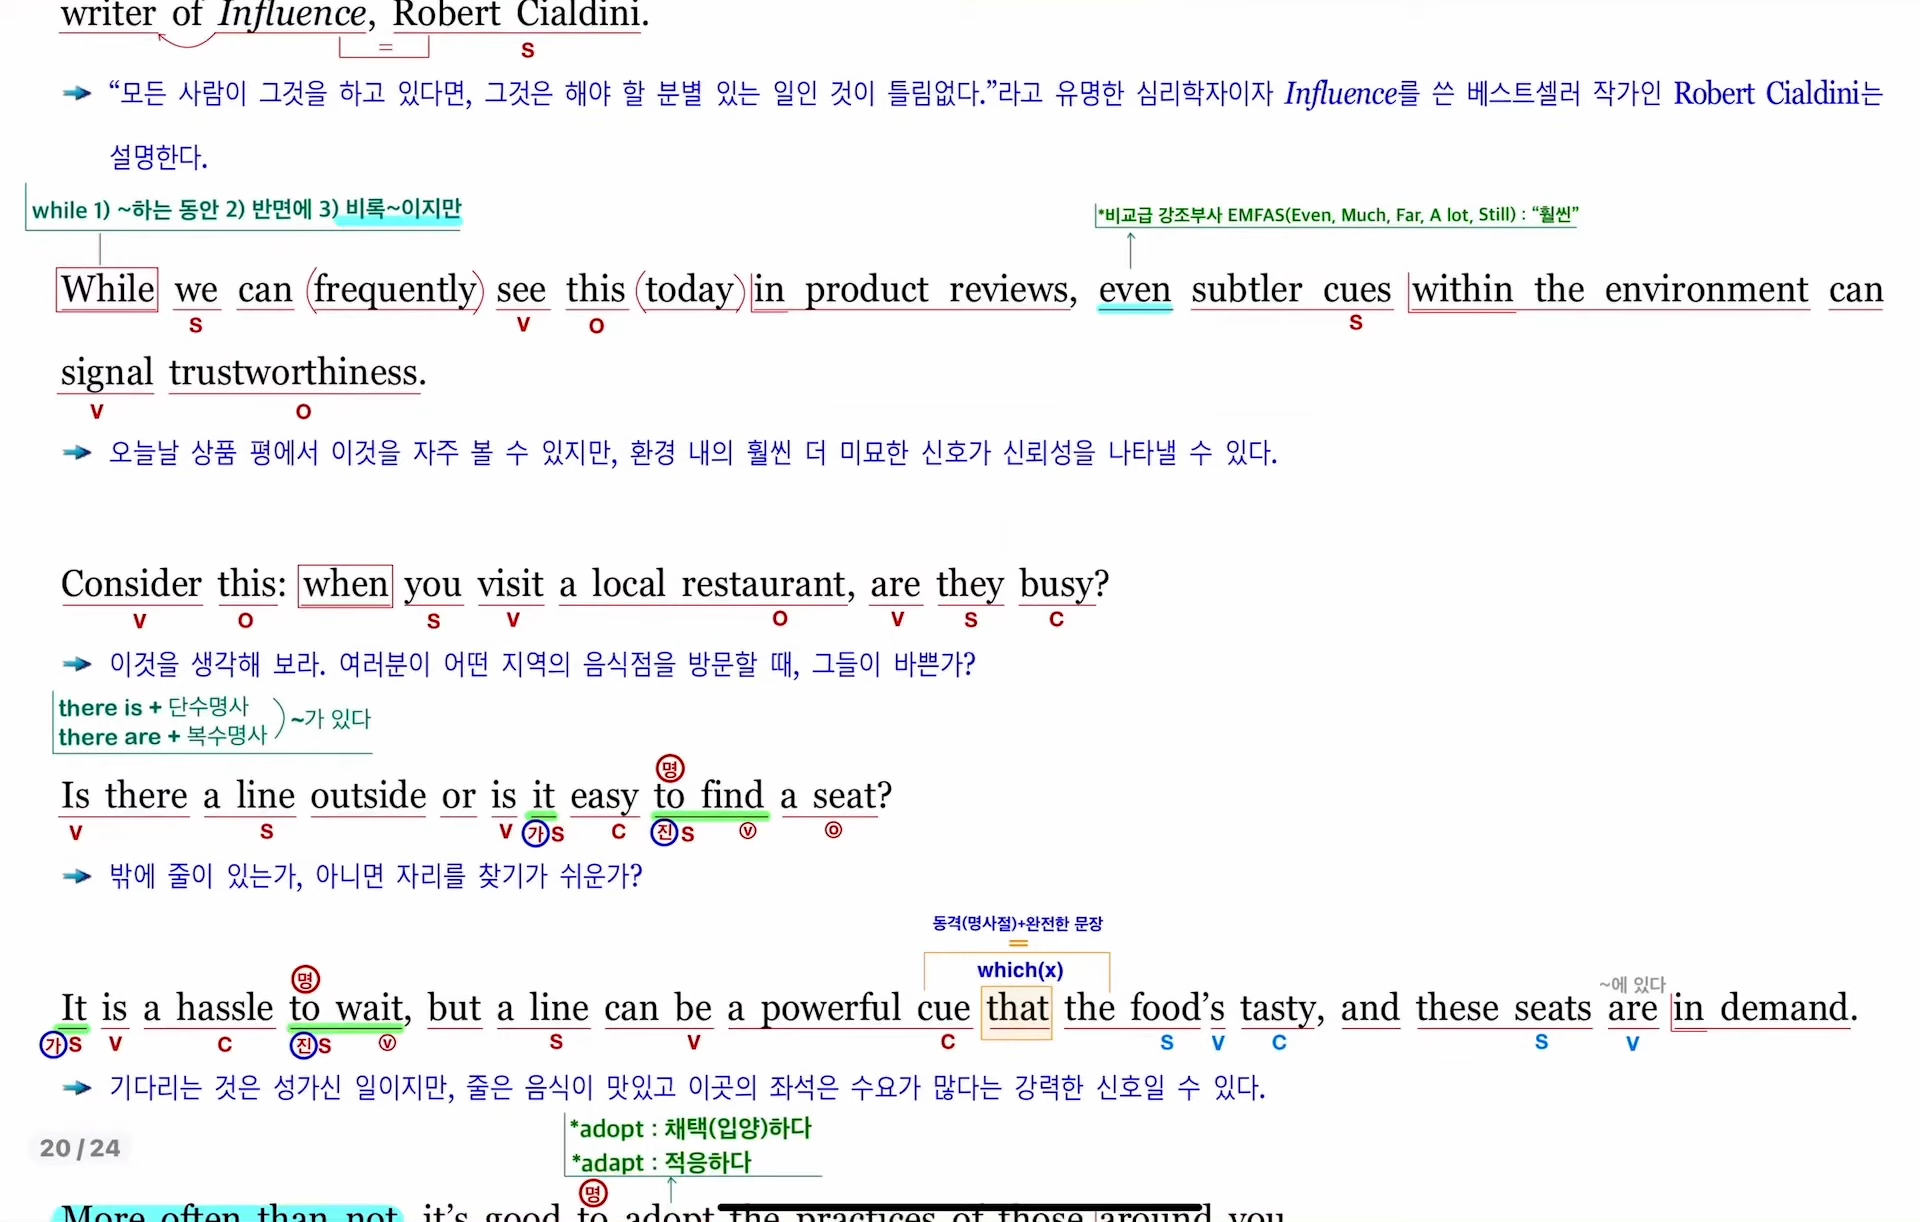 writer of Influence, Robert Cialdini.
= S
➡ “모든 사람이 그것을 하고 있다면, 그것은 해야 할 분별 있는 일인 것이 틀림없다.”라고 유명한 심리학자이자 Influence를 쓴 베스트셀러 작가인 Robert Cialdini는
설명한다.
while 1) ~하는 동안 2) 반면에 3) 비록~이지만
*비교급 강조부사 EMFAS(Even, Much, Far, A lot, Still) : “훨씬”
While we can (frequently) see this (today) in product reviews, even subtler cues within the environment can
S V O S
signal trustworthiness.
V O
➡ 오늘날 상품 평에서 이것을 자주 볼 수 있지만, 환경 내의 훨씬 더 미묘한 신호가 신뢰성을 나타낼 수 있다.
Consider this: when you visit a local restaurant, are they busy?
V O S V O V S C
➡ 이것을 생각해 보라. 여러분이 어떤 지역의 음식점을 방문할 때, 그들이 바쁜가?
there is + 단수명사
there are + 복수명사
~가 있다
명
Is there a line outside or is it easy to find a seat?
V S V 가S C 진S ⓥ ⓞ
➡ 밖에 줄이 있는가, 아니면 자리를 찾기가 쉬운가?
동격(명사절)+완전한 문장
=
which(x)
명
~에 있다
It is a hassle to wait, but a line can be a powerful cue that the food’s tasty, and these seats are in demand.
가S V C 진S ⓥ S V C S V C S V
➡ 기다리는 것은 성가신 일이지만, 줄은 음식이 맛있고 이곳의 좌석은 수요가 많다는 강력한 신호일 수 있다.
*adopt : 채택(입양)하다
20 / 24
*adapt : 적응하다
명
More often than not, it’s good to adopt the practices of those around you